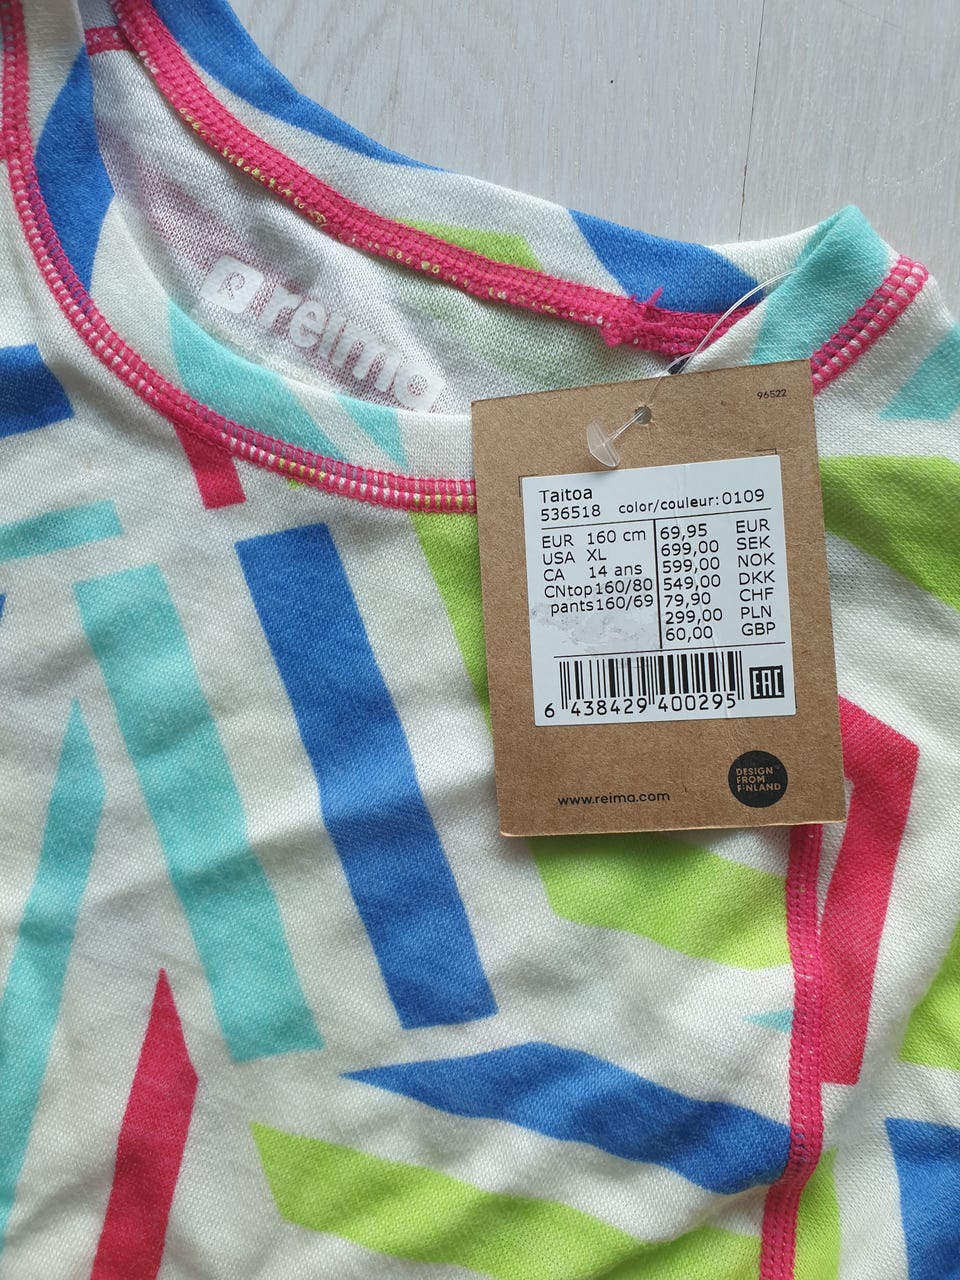 R reima
96522
Taitoa
536518 color/couleur: 0109
EUR 160 cm
USA XL
CA 14 ans
CNtop160/80
pants160/69
69,95 EUR
699,00 SEK
599,00 NOK
549,00 DKK
79,90 CHF
299,00 PLN
60,00 GBP
6 438429 400295
EAC
DESIGN
FROM
FINLAND
www.reima.com